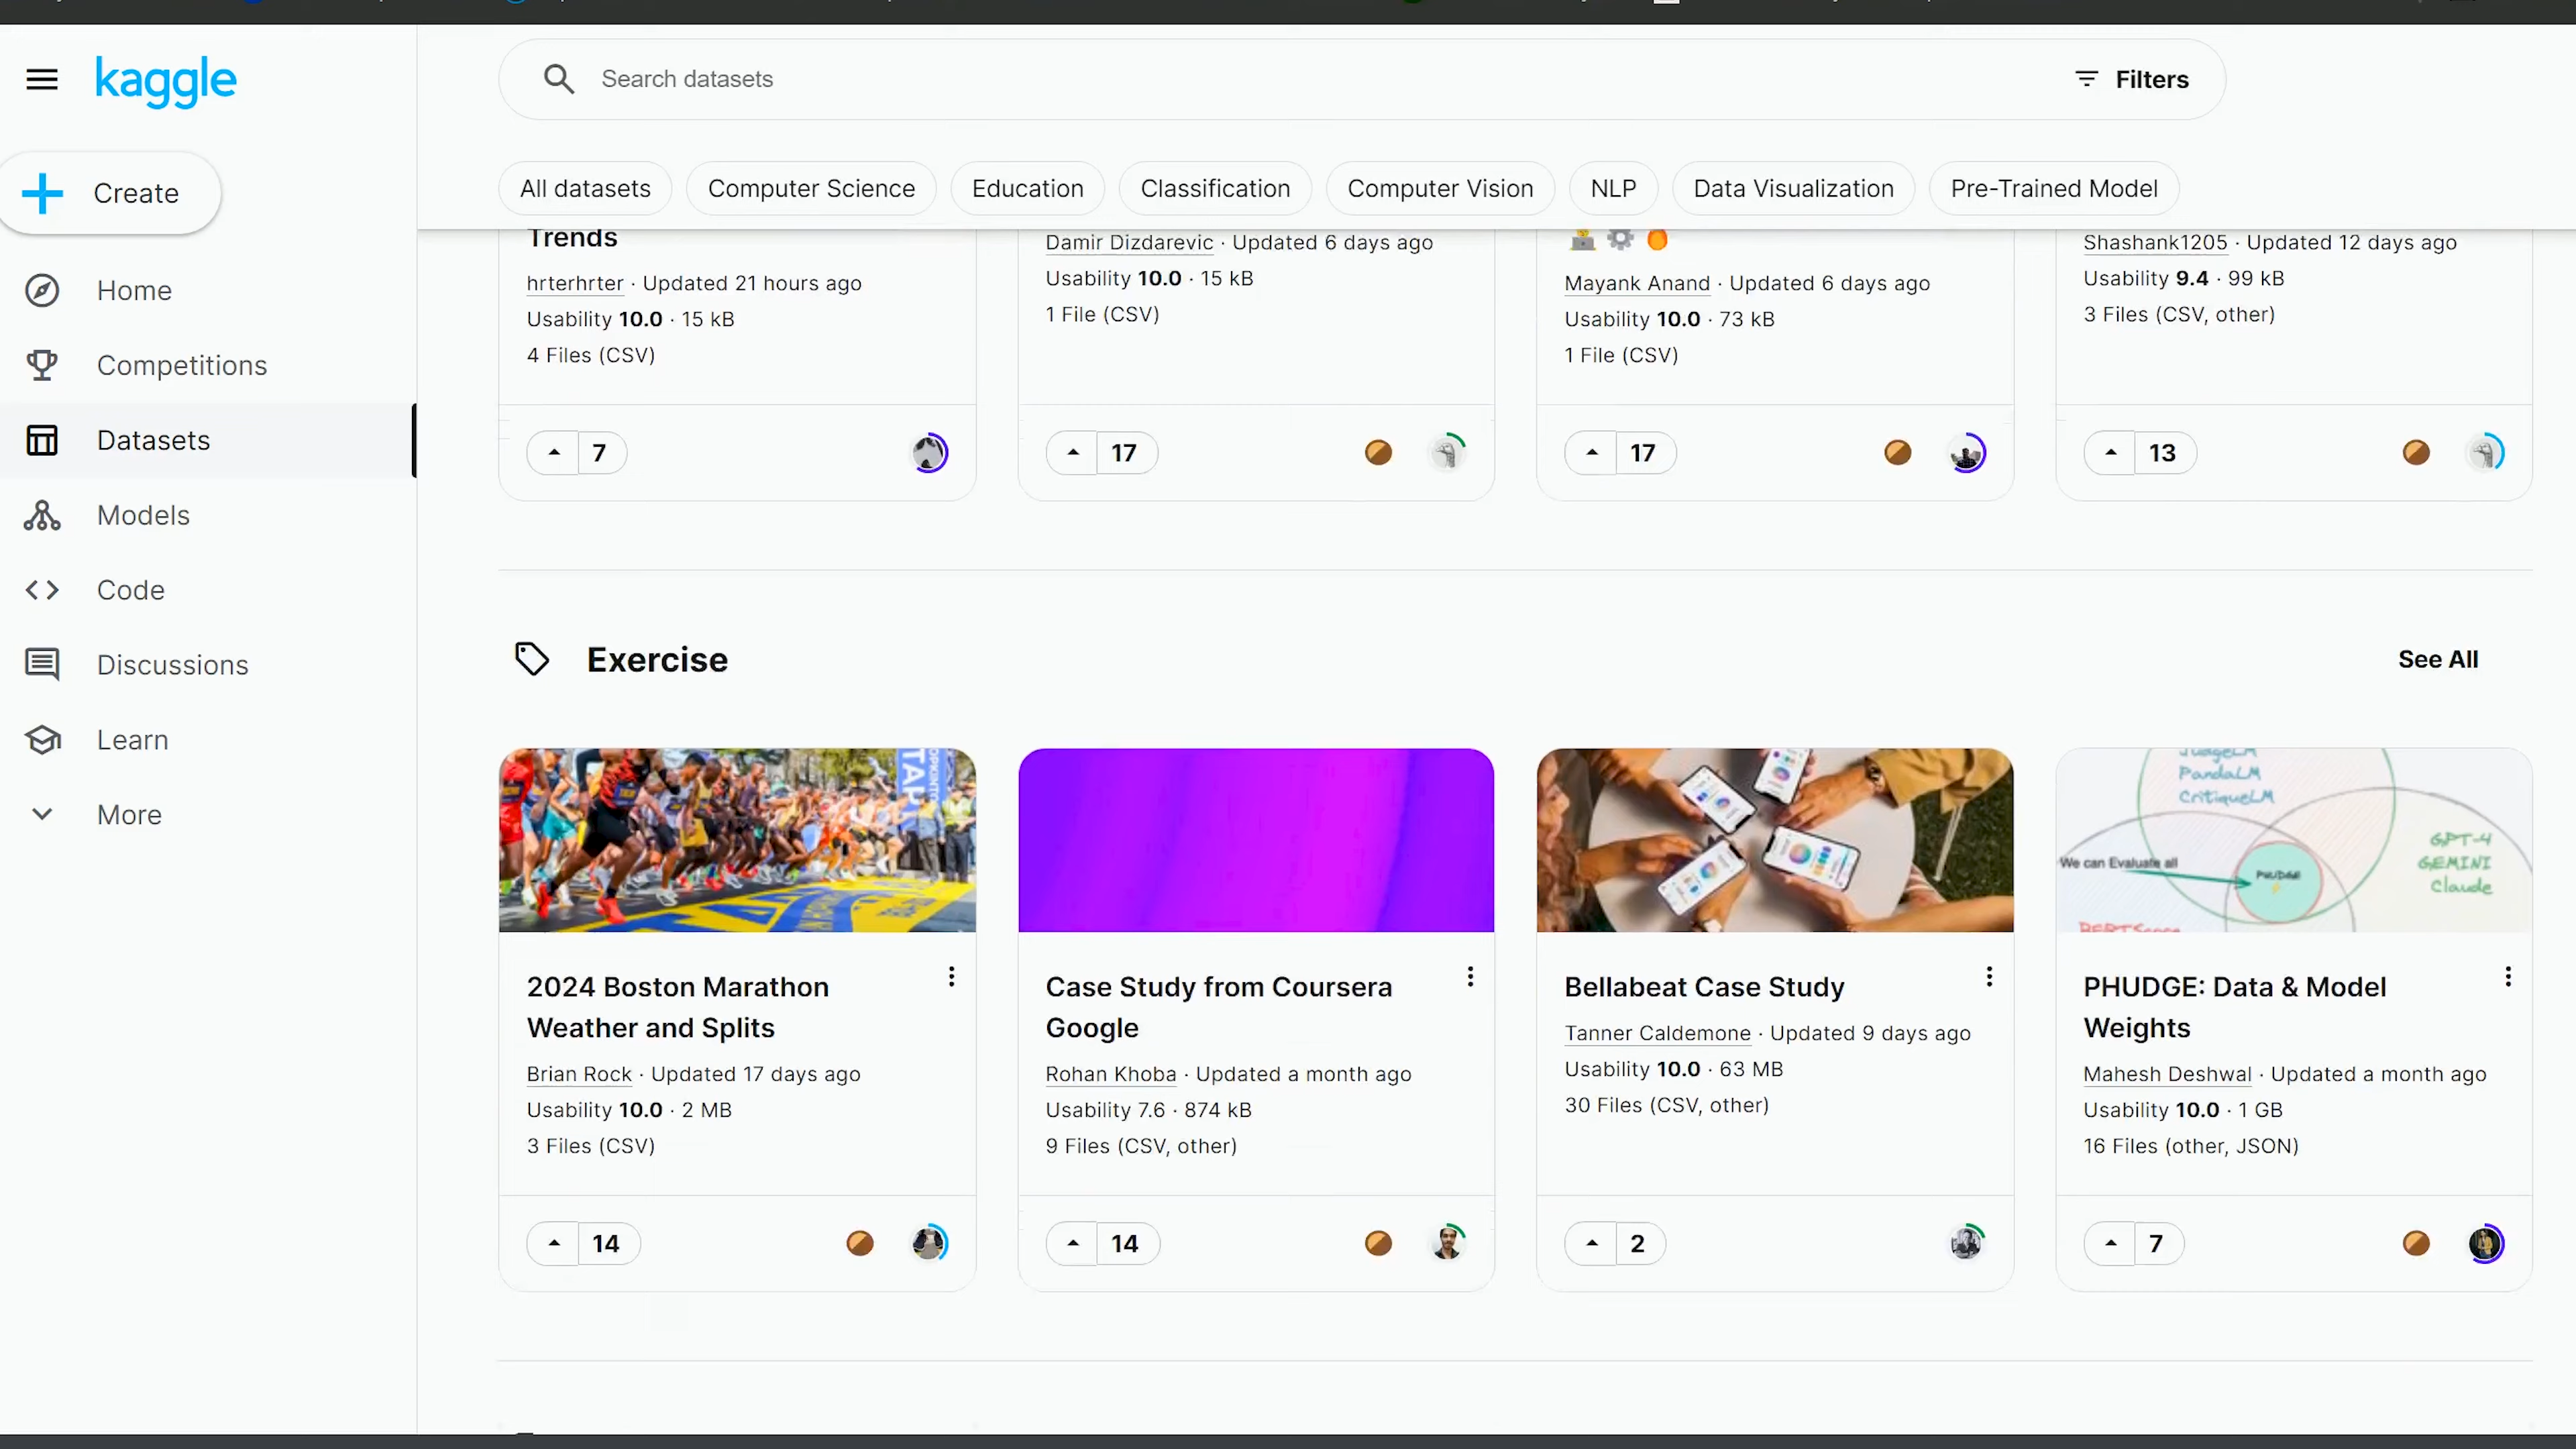 kaggle
Search datasets
Filters
Create
All datasets
Computer Science
Education
Classification
Computer Vision
NLP
Data Visualization
Pre-Trained Model
Home
Competitions
Datasets
Models
Code
Discussions
Learn
More
Trends
hrterhrter · Updated 21 hours ago
Usability 10.0 · 15 kB
4 Files (CSV)
7
Damir Dizdarevic · Updated 6 days ago
Usability 10.0 · 15 kB
1 File (CSV)
17
Mayank Anand · Updated 6 days ago
Usability 10.0 · 73 kB
1 File (CSV)
17
Shashank1205 · Updated 12 days ago
Usability 9.4 · 99 kB
3 Files (CSV, other)
13
Exercise
See All
2024 Boston Marathon
Weather and Splits
Brian Rock · Updated 17 days ago
Usability 10.0 · 2 MB
3 Files (CSV)
14
Case Study from Coursera
Google
Rohan Khoba · Updated a month ago
Usability 7.6 · 874 kB
9 Files (CSV, other)
14
Bellabeat Case Study
Tanner Caldemone · Updated 9 days ago
Usability 10.0 · 63 MB
30 Files (CSV, other)
2
JudgeLM
PandaLM
CritiqueLM
GPT-4
GEMINI
Claude
We can Evaluate all
PHUDGE
BERTScore
PHUDGE: Data & Model
Weights
Mahesh Deshwal · Updated a month ago
Usability 10.0 · 1 GB
16 Files (other, JSON)
7